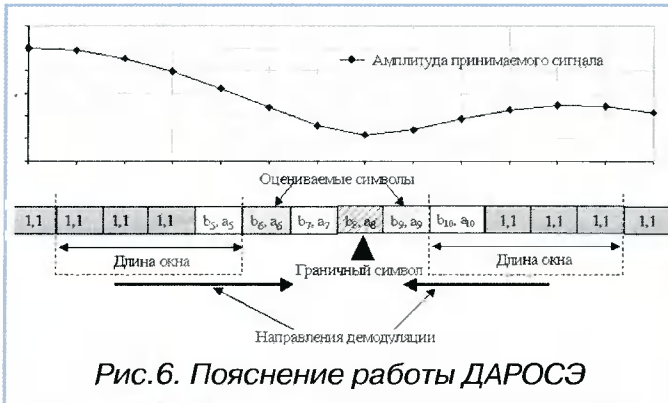 Амплитуда принимаемого сигнала
Оцениваемые символы
1,1 1,1 1,1 1,1 b₅, a₅ b₆, a₆ b₇, a₇ b₈, a₈ b₉, a₉ b₁₀, a₁₀ 1,1 1,1 1,1 1,1
Длина окна Граничный символ Длина окна
Направления демодуляции
Рис.6. Пояснение работы ДАРОСЭ